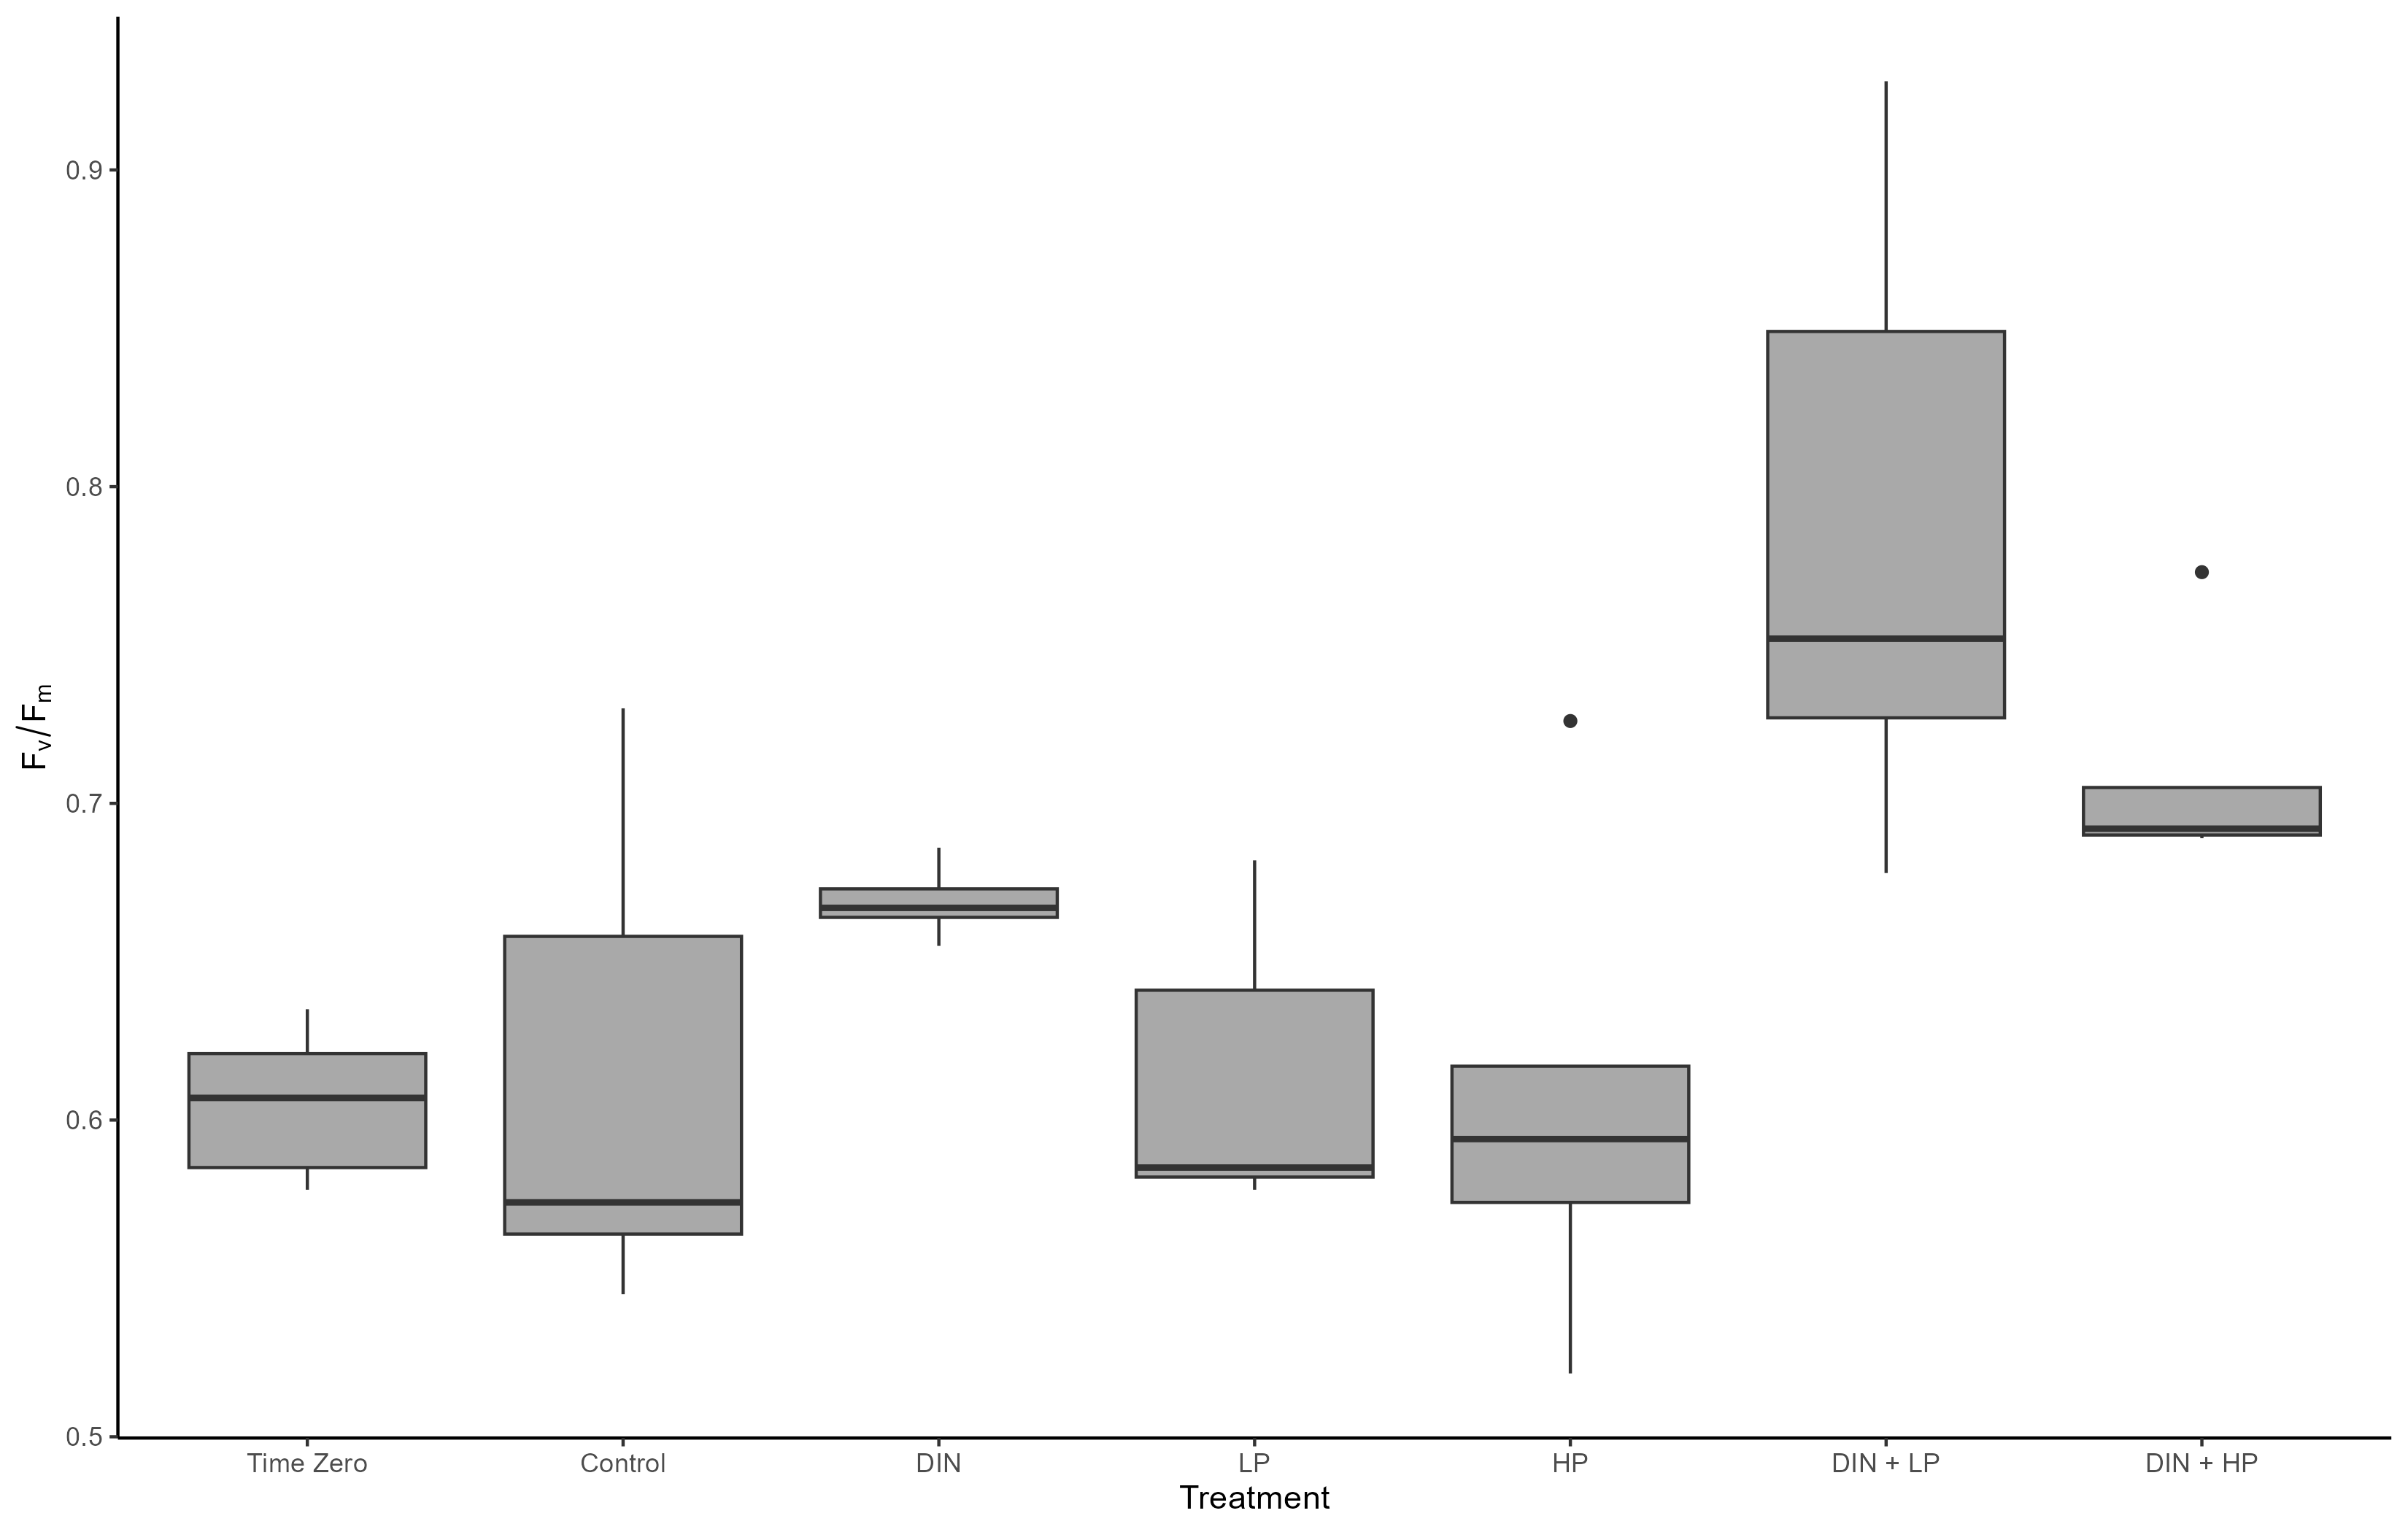 Fv/Fm
0.9
0.8
0.7
0.6
0.5
Time Zero Control DIN LP HP DIN + LP DIN + HP
Treatment